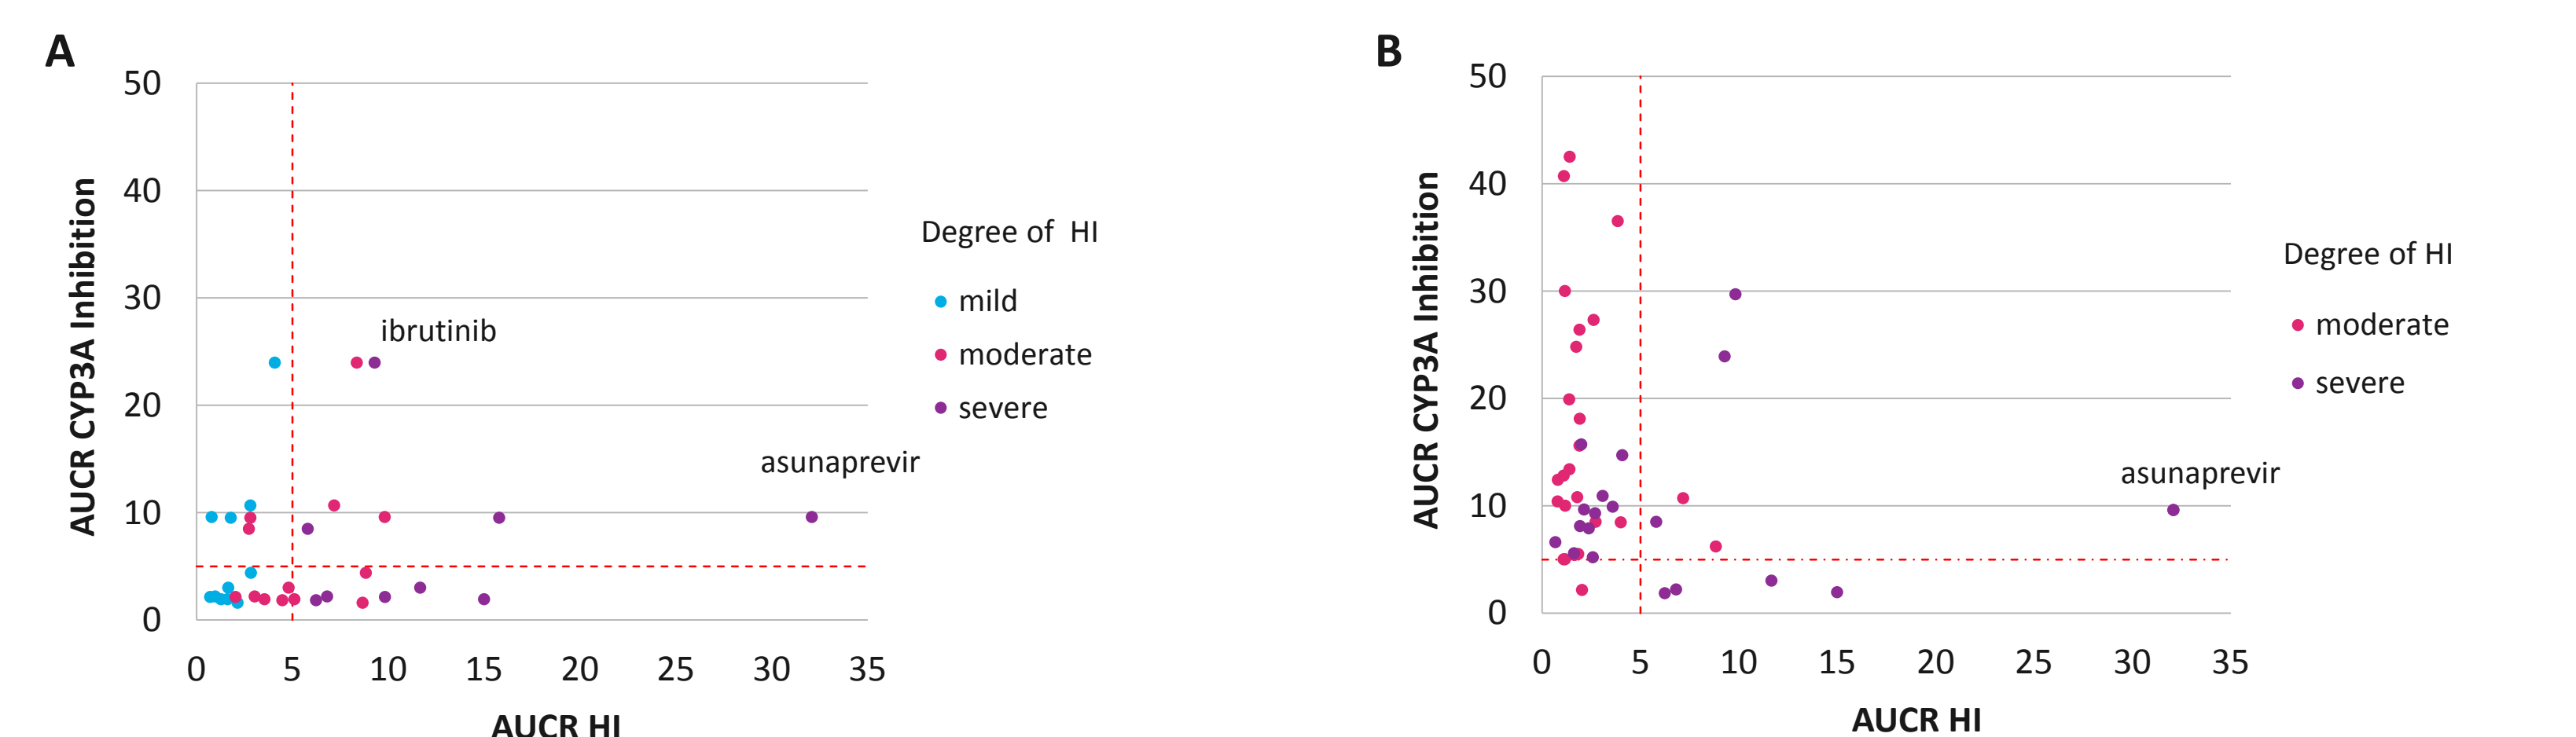 A
50
40
30
20
10
0
AUCR CYP3A Inhibition
0 5 10 15 20 25 30 35
AUCR HI
ibrutinib
asunaprevir
Degree of HI
mild
moderate
severe
B
50
40
30
20
10
0
AUCR CYP3A Inhibition
0 5 10 15 20 25 30 35
AUCR HI
asunaprevir
Degree of HI
moderate
severe